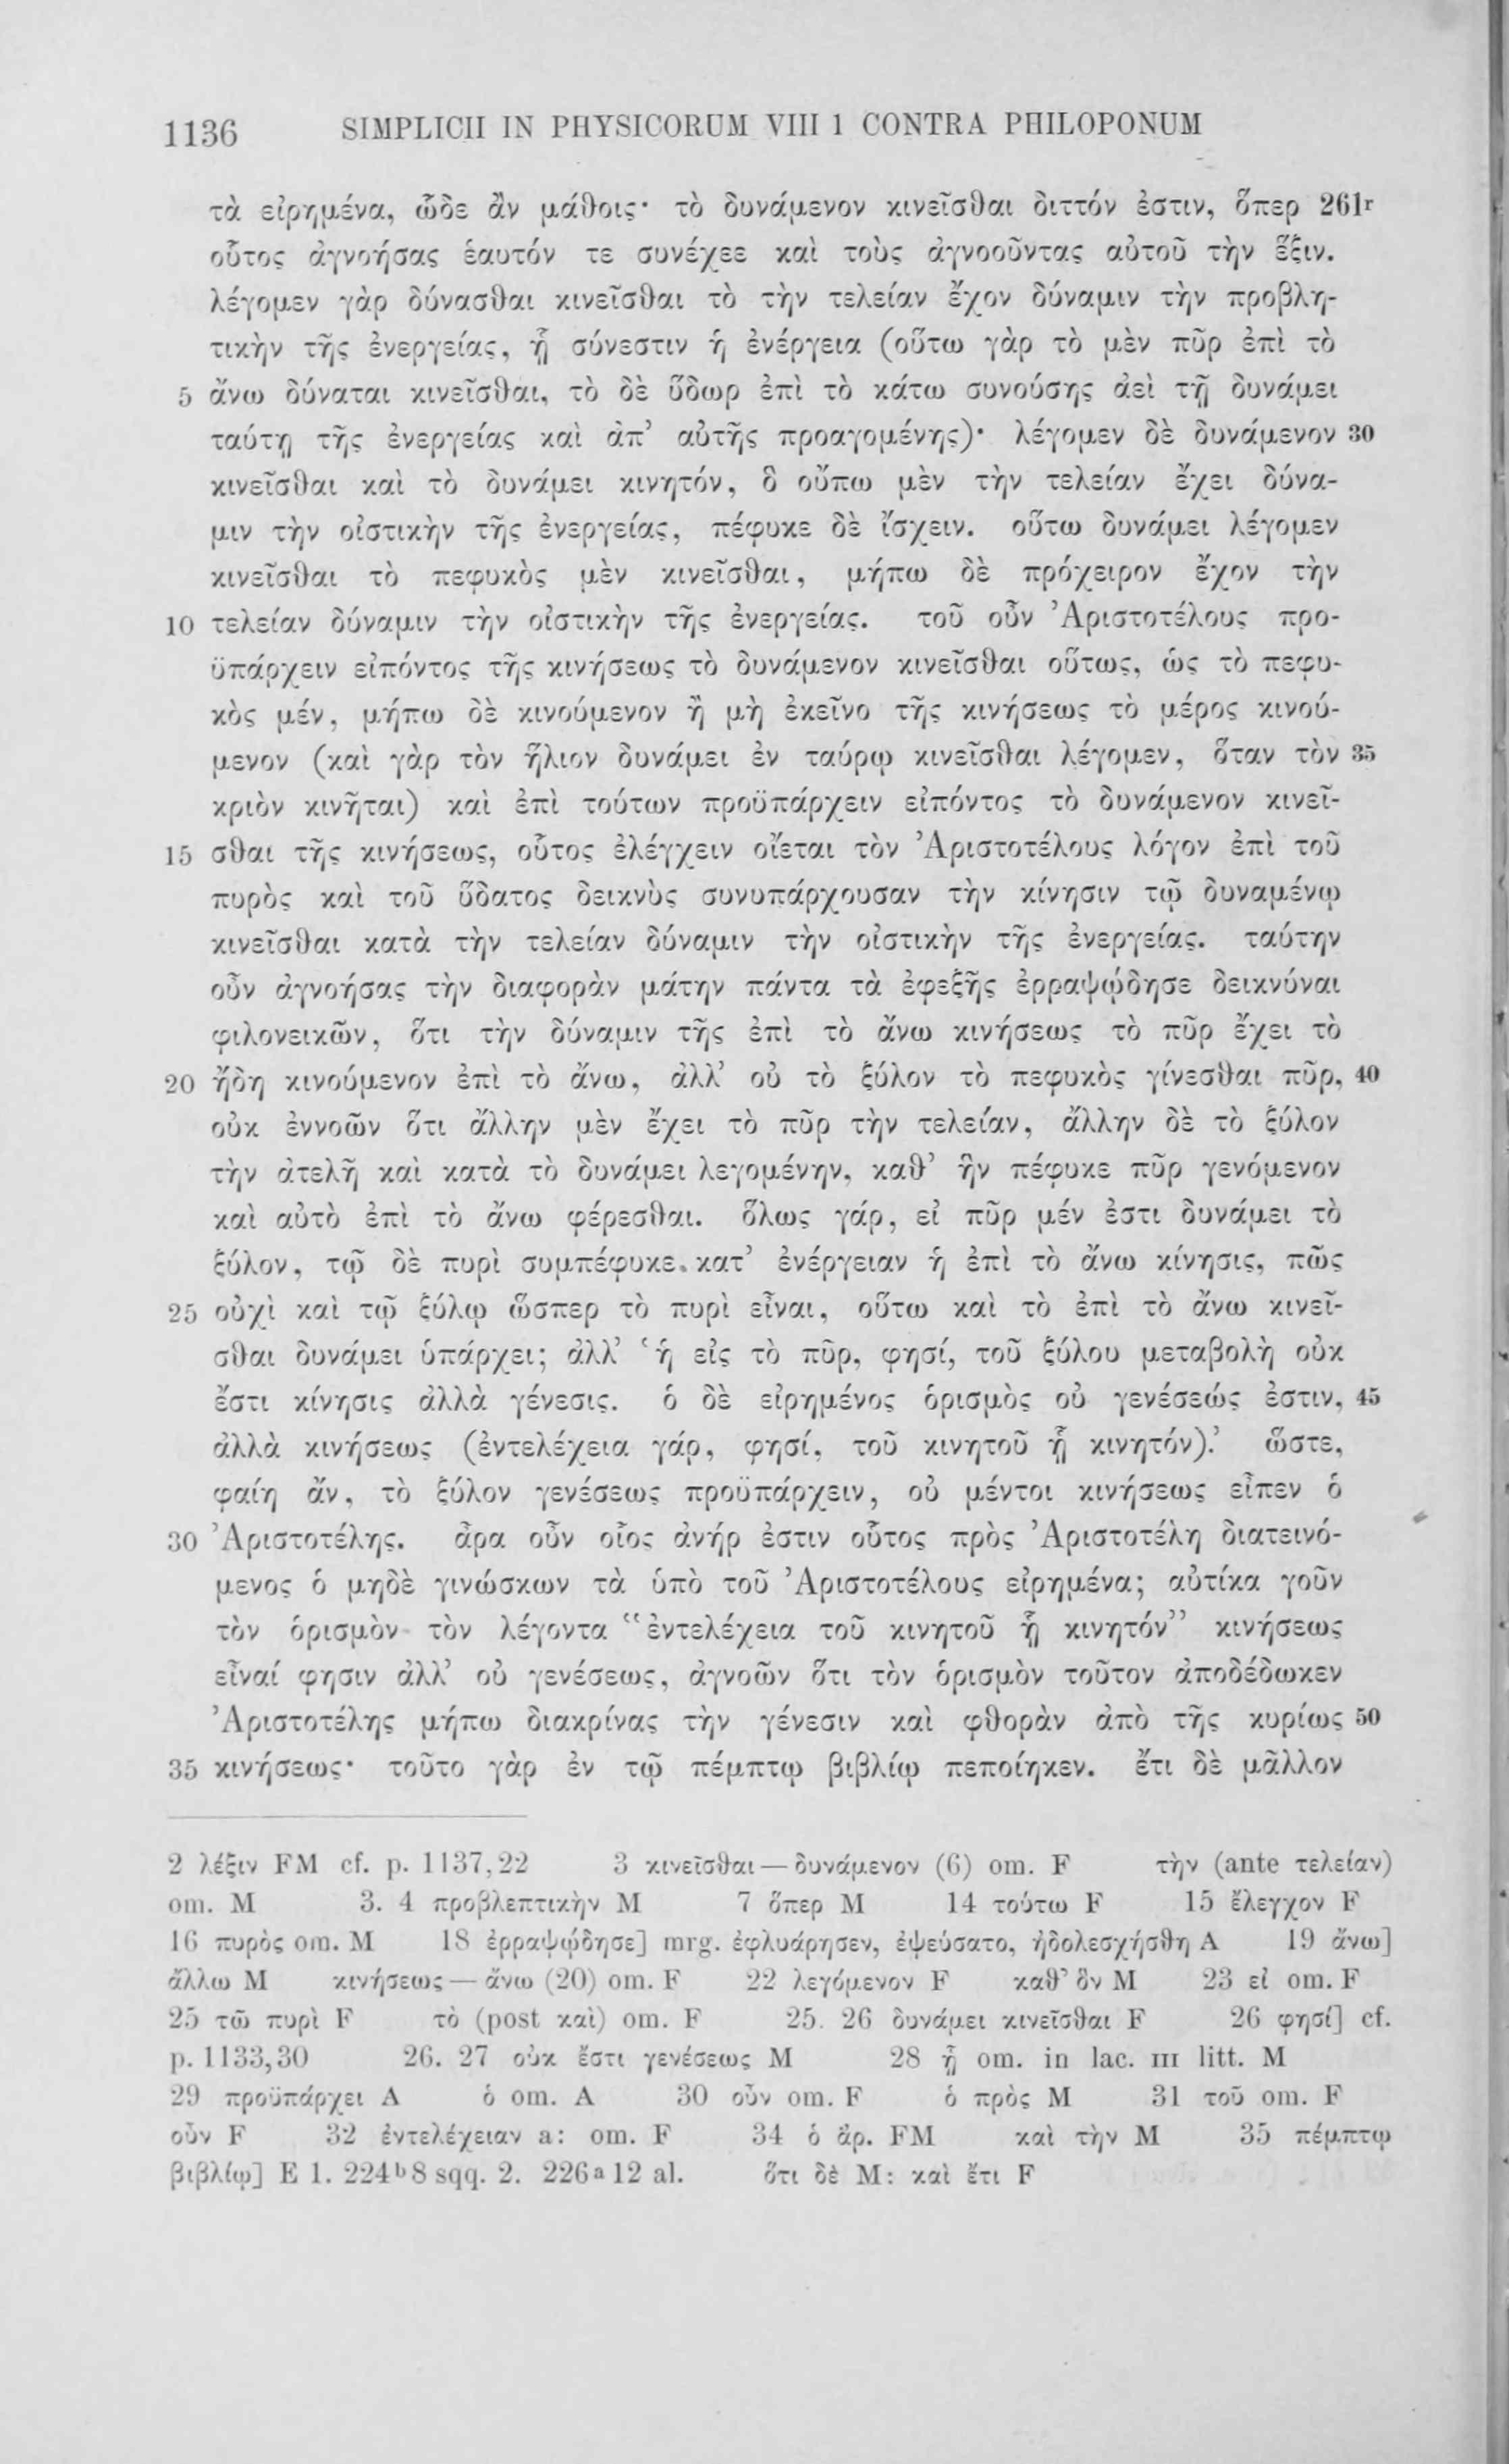 1136 SIMPLICII IN PHYSICORUM VIII 1 CONTRA PHILOPONUM
τὰ εἰρημένα, ὧδε ἂν μάθοις· τὸ δυνάμενον κινεῖσθαι διττόν ἐστιν, ὅπερ 261r
οὗτος ἀγνοήσας ἑαυτόν τε συνέχεε καὶ τοὺς ἀγνοοῦντας αὐτοῦ τὴν ἕξιν.
λέγομεν γὰρ δύνασθαι κινεῖσθαι τὸ τὴν τελείαν ἔχον δύναμιν τὴν προβλη-
τικὴν τῆς ἐνεργείας, ᾗ σύνεστιν ἡ ἐνέργεια (οὕτω γὰρ τὸ μὲν πῦρ ἐπὶ τὸ
5 ἄνω δύναται κινεῖσθαι, τὸ δὲ ὕδωρ ἐπὶ τὸ κάτω συνούσης ἀεὶ τῇ δυνάμει
ταύτῃ τῆς ἐνεργείας καὶ ἀπ’ αὐτῆς προαγομένης)· λέγομεν δὲ δυνάμενον 30
κινεῖσθαι καὶ τὸ δυνάμει κινητόν, ὃ οὔπω μὲν τὴν τελείαν ἔχει δύνα-
μιν τὴν οἰστικὴν τῆς ἐνεργείας, πέφυκε δὲ ἴσχειν. οὕτω δυνάμει λέγομεν
κινεῖσθαι τὸ πεφυκὸς μὲν κινεῖσθαι, μήπω δὲ πρόχειρον ἔχον τὴν
10 τελείαν δύναμιν τὴν οἰστικὴν τῆς ἐνεργείας. τοῦ οὖν Ἀριστοτέλους προ-
ϋπάρχειν εἰπόντος τῆς κινήσεως τὸ δυνάμενον κινεῖσθαι οὕτως, ὡς τὸ πεφυ-
κὸς μέν, μήπω δὲ κινούμενον ἢ μὴ ἐκεῖνο τῆς κινήσεως τὸ μέρος κινού-
μενον (καὶ γὰρ τὸν ἥλιον δυνάμει ἐν ταύρῳ κινεῖσθαι λέγομεν, ὅταν τὸν 35
κριὸν κινῆται) καὶ ἐπὶ τούτων προϋπάρχειν εἰπόντος τὸ δυνάμενον κινεῖ-
15 σθαι τῆς κινήσεως, οὗτος ἐλέγχειν οἴεται τὸν Ἀριστοτέλους λόγον ἐπὶ τοῦ
πυρὸς καὶ τοῦ ὕδατος δεικνὺς συνυπάρχουσαν τὴν κίνησιν τῷ δυναμένῳ
κινεῖσθαι κατὰ τὴν τελείαν δύναμιν τὴν οἰστικὴν τῆς ἐνεργείας. ταύτην
οὖν ἀγνοήσας τὴν διαφορὰν μάτην πάντα τὰ ἐφεξῆς ἐρραψῴδησε δεικνύναι
φιλονεικῶν, ὅτι τὴν δύναμιν τῆς ἐπὶ τὸ ἄνω κινήσεως τὸ πῦρ ἔχει τὸ
20 ἤδη κινούμενον ἐπὶ τὸ ἄνω, ἀλλ’ οὐ τὸ ξύλον τὸ πεφυκὸς γίνεσθαι πῦρ, 40
οὐκ ἐννοῶν ὅτι ἄλλην μὲν ἔχει τὸ πῦρ τὴν τελείαν, ἄλλην δὲ τὸ ξύλον
τὴν ἀτελῆ καὶ κατὰ τὸ δυνάμει λεγομένην, καθ’ ἣν πέφυκε πῦρ γενόμενον
καὶ αὐτὸ ἐπὶ τὸ ἄνω φέρεσθαι. ὅλως γάρ, εἰ πῦρ μέν ἐστι δυνάμει τὸ
ξύλον, τῷ δὲ πυρὶ συμπέφυκε κατ’ ἐνέργειαν ἡ ἐπὶ τὸ ἄνω κίνησις, πῶς
25 οὐχὶ καὶ τῷ ξύλῳ ὥσπερ τὸ πυρὶ εἶναι, οὕτω καὶ τὸ ἐπὶ τὸ ἄνω κινεῖ-
σθαι δυνάμει ὑπάρχει; ἀλλ’ ‘ἡ εἰς τὸ πῦρ, φησί, τοῦ ξύλου μεταβολὴ οὐκ
ἔστι κίνησις ἀλλὰ γένεσις. ὁ δὲ εἰρημένος ὁρισμὸς οὐ γενέσεώς ἐστιν, 45
ἀλλὰ κινήσεως (ἐντελέχεια γάρ, φησί, τοῦ κινητοῦ ᾗ κινητόν).’ ὥστε,
φαίη ἄν, τὸ ξύλον γενέσεως προϋπάρχειν, οὐ μέντοι κινήσεως εἶπεν ὁ
30 Ἀριστοτέλης. ἆρα οὖν οἷος ἀνήρ ἐστιν οὗτος πρὸς Ἀριστοτέλη διατεινό-
μενος ὁ μηδὲ γινώσκων τὰ ὑπὸ τοῦ Ἀριστοτέλους εἰρημένα; αὐτίκα γοῦν
τὸν ὁρισμὸν τὸν λέγοντα “ἐντελέχεια τοῦ κινητοῦ ᾗ κινητόν” κινήσεως
εἶναί φησιν ἀλλ’ οὐ γενέσεως, ἀγνοῶν ὅτι τὸν ὁρισμὸν τοῦτον ἀποδέδωκεν
Ἀριστοτέλης μήπω διακρίνας τὴν γένεσιν καὶ φθορὰν ἀπὸ τῆς κυρίως 50
35 κινήσεως· τοῦτο γὰρ ἐν τῷ πέμπτῳ βιβλίῳ πεποίηκεν. ἔτι δὲ μᾶλλον
2 λέξιν FM cf. p. 1137,22 3 κινεῖσθαι — δυνάμενον (6) om. F τὴν (ante τελείαν)
om. M 3. 4 προβλεπτικὴν M 7 ὅπερ M 14 τούτω F 15 ἔλεγχον F
16 πυρὸς om. M 18 ἐρραψῴδησε] mrg. ἐφλυάρησεν, ἐψεύσατο, ἠδολεσχήσθη A 19 ἄνω]
ἄλλω M κινήσεως — ἄνω (20) om. F 22 λεγόμενον F καθ’ ὃν M 23 εἰ om. F
25 τῶ πυρὶ F τὸ (post καὶ) om. F 25. 26 δυνάμει κινεῖσθαι F 26 φησί] cf.
p. 1133,30 26. 27 οὐκ ἔστι γενέσεως M 28 ᾗ om. in lac. III litt. M
29 προϋπάρχει A ὁ om. A 30 οὖν om. F ὁ πρὸς M 31 τοῦ om. F
οὖν F 32 ἐντελέχειαν a: om. F 34 ὁ ἀρ. FM καὶ τὴν M 35 πέμπτῳ
βιβλίῳ] E 1. 224b8 sqq. 2. 226a12 al. ὅτι δὲ M: καὶ ἔτι F